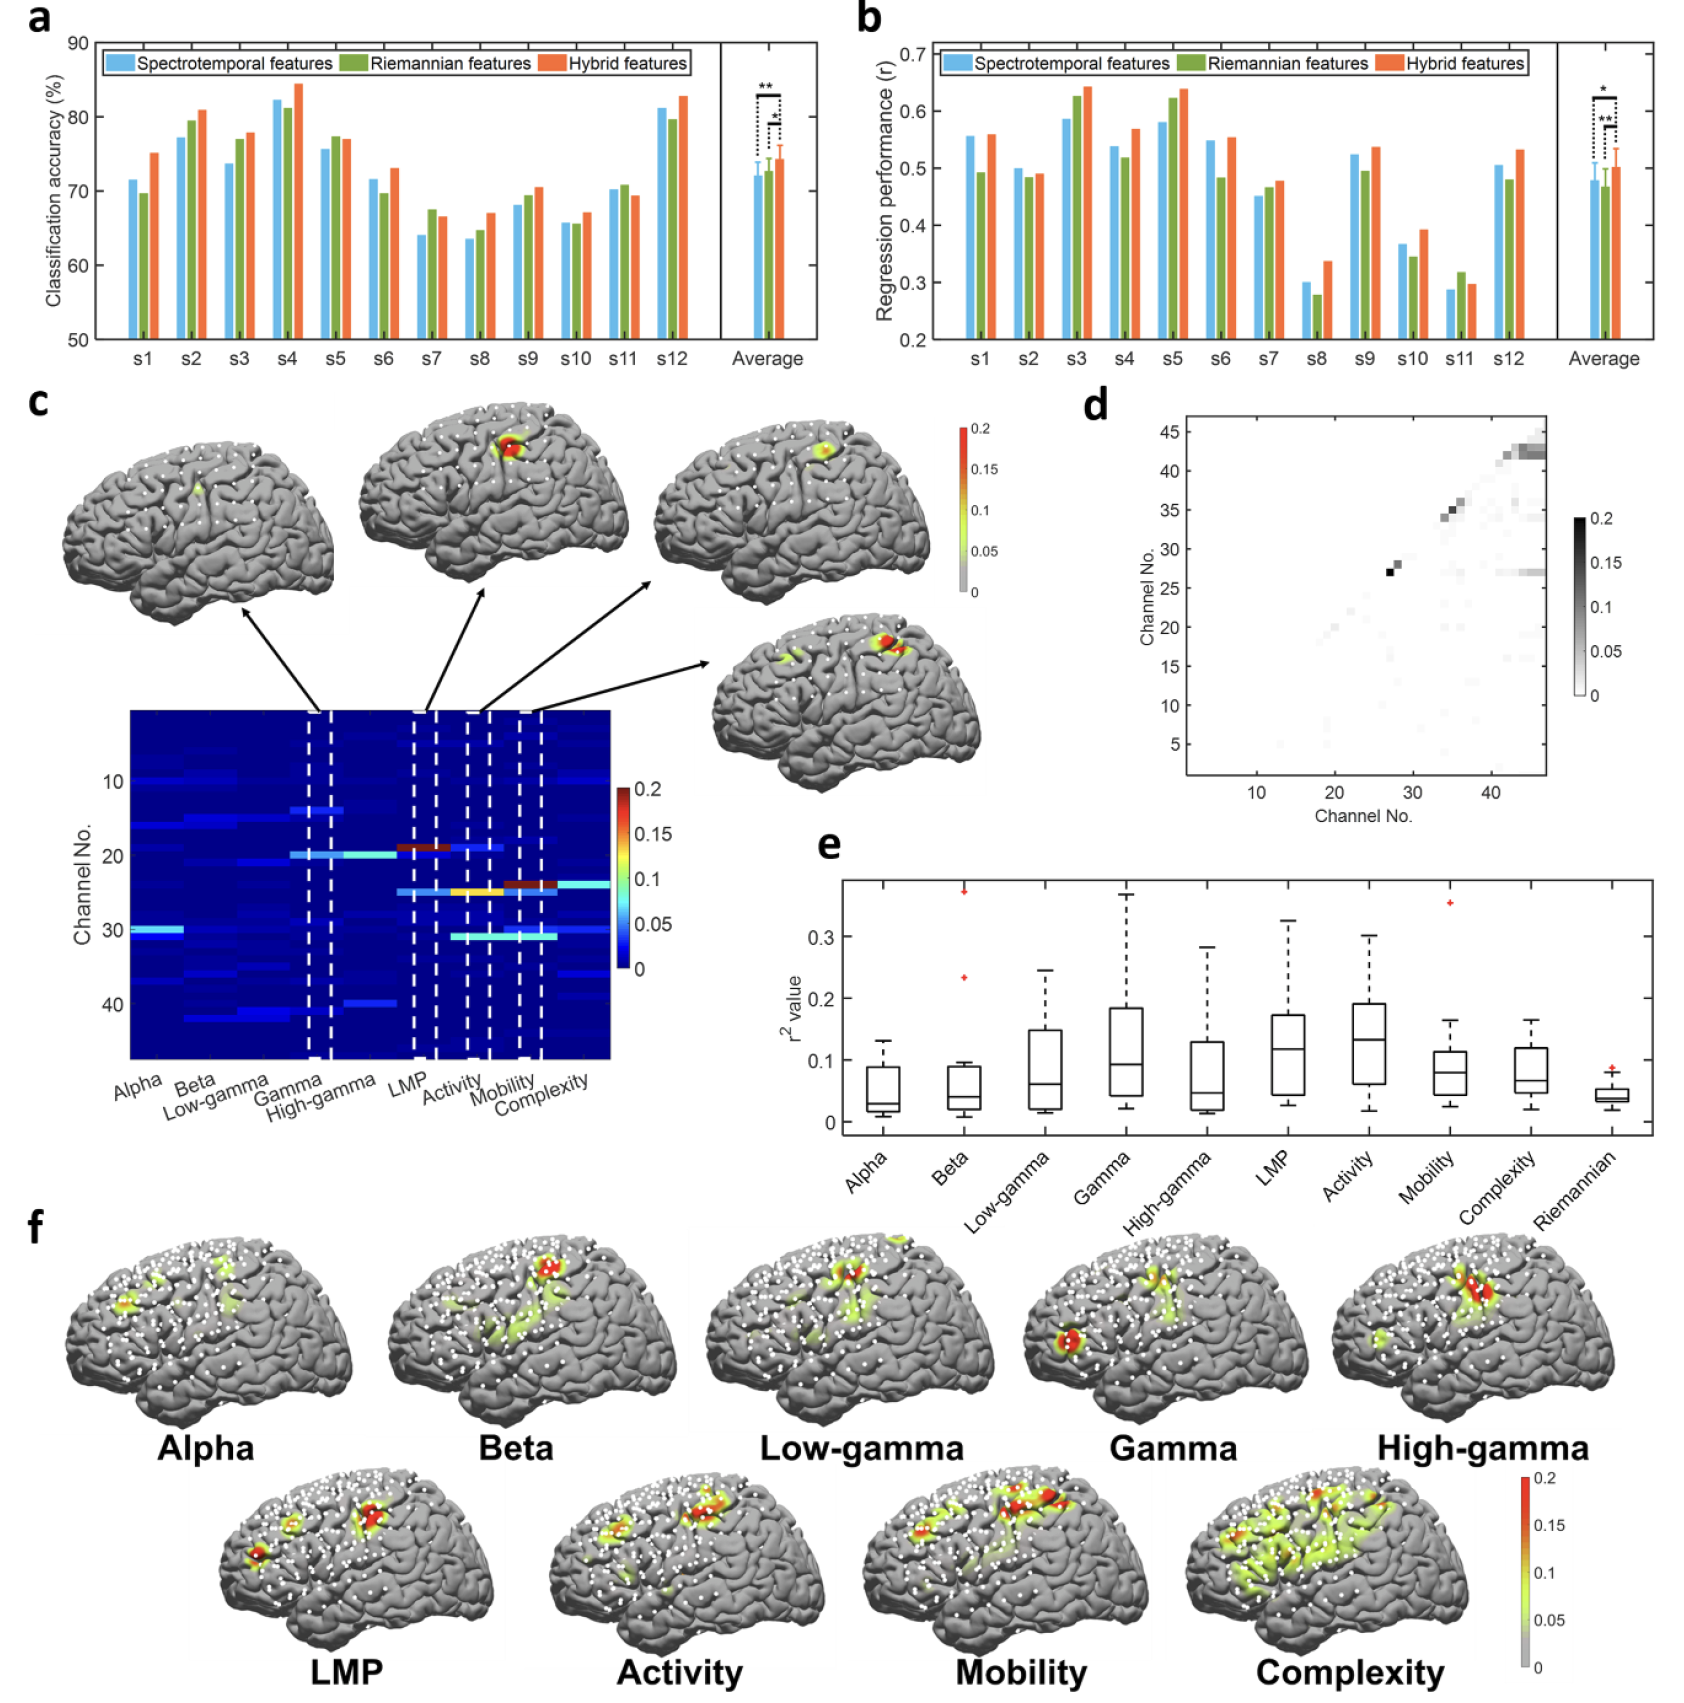 a
90
80
70
60
50
Classification accuracy (%)
Spectrotemporal features
Riemannian features
Hybrid features
**
*
s1 s2 s3 s4 s5 s6 s7 s8 s9 s10 s11 s12 Average
b
0.7
0.6
0.5
0.4
0.3
0.2
Regression performance (r)
Spectrotemporal features
Riemannian features
Hybrid features
*
**
s1 s2 s3 s4 s5 s6 s7 s8 s9 s10 s11 s12 Average
c
0.2
0.15
0.1
0.05
0
10
20
30
40
Channel No.
0.2
0.15
0.1
0.05
0
Alpha
Beta
Low-gamma
Gamma
High-gamma
LMP
Activity
Mobility
Complexity
d
45
40
35
30
25
20
15
10
5
Channel No.
10 20 30 40
Channel No.
0.2
0.15
0.1
0.05
0
e
0.3
0.2
0.1
0
r2 value
Alpha
Beta
Low-gamma
Gamma
High-gamma
LMP
Activity
Mobility
Complexity
Riemannian
f
Alpha
Beta
Low-gamma
Gamma
High-gamma
LMP
Activity
Mobility
Complexity
0.2
0.15
0.1
0.05
0